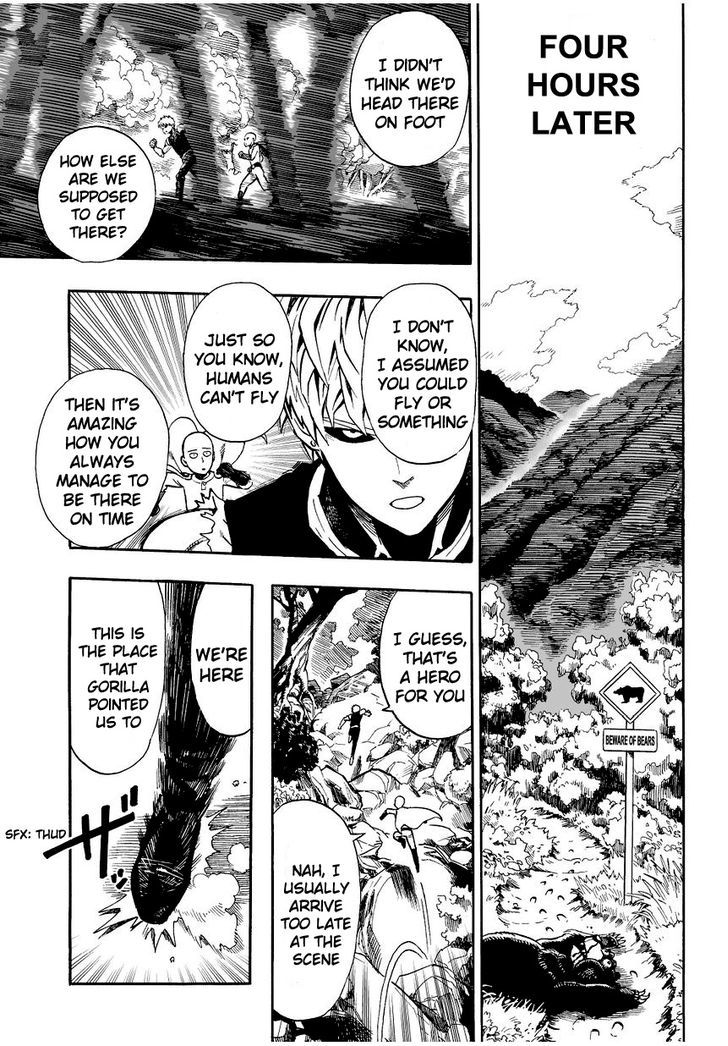 FOUR
HOURS
LATER
BEWARE OF BEARS
I DIDN'T
THINK WE'D
HEAD THERE
ON FOOT
HOW ELSE
ARE WE
SUPPOSED
TO GET
THERE?
I DON'T
KNOW,
I ASSUMED
YOU COULD
FLY OR
SOMETHING
JUST SO
YOU KNOW,
HUMANS
CAN'T FLY
THEN IT'S
AMAZING
HOW YOU
ALWAYS
MANAGE TO
BE THERE
ON TIME
I GUESS,
THAT'S
A HERO
FOR YOU
NAH, I
USUALLY
ARRIVE
TOO LATE
AT THE
SCENE
WE'RE
HERE
THIS IS
THE PLACE
THAT
GORILLA
POINTED
US TO
ザッ
SFX: THUD